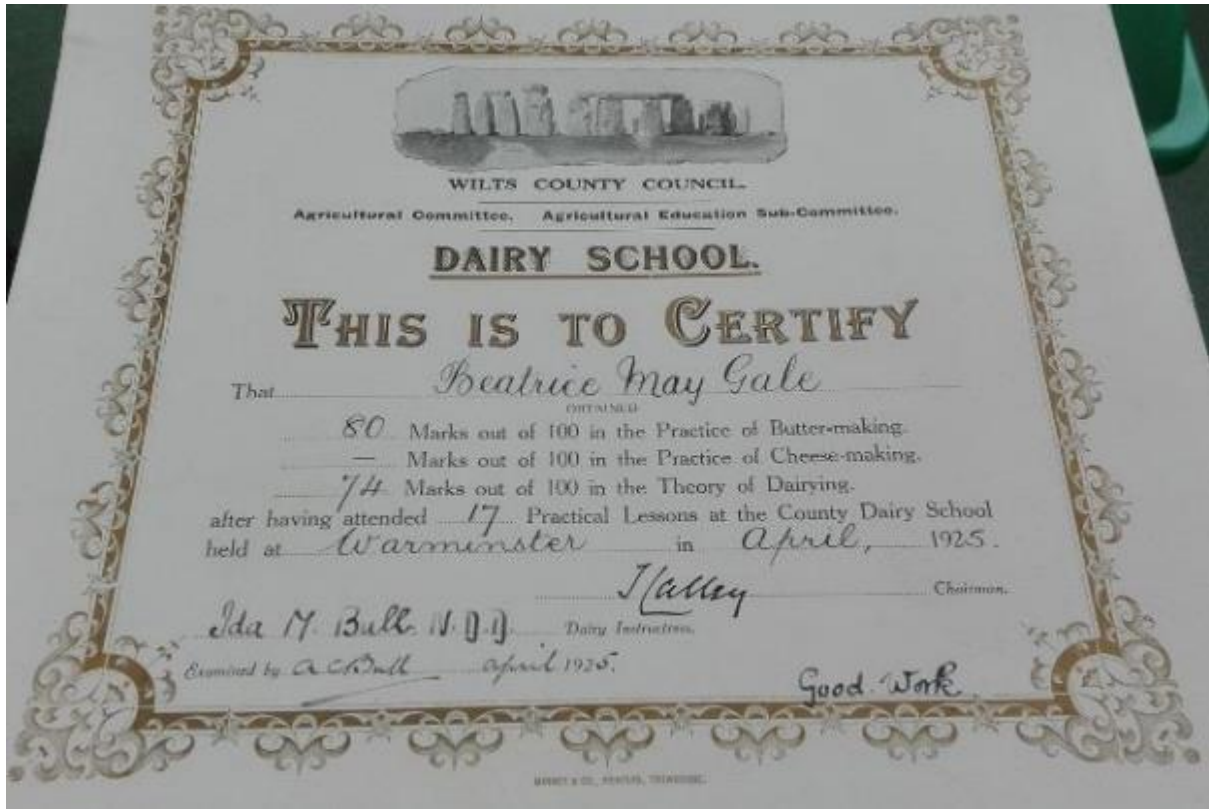 WILTS COUNTY COUNCIL.
Agricultural Committee. Agricultural Education Sub-Committee.
DAIRY SCHOOL.
THIS IS TO CERTIFY
That Beatrice May Gale
OBTAINED
80 Marks out of 100 in the Practice of Butter-making.
— Marks out of 100 in the Practice of Cheese-making.
74 Marks out of 100 in the Theory of Dairying.
after having attended 17 Practical Lessons at the County Dairy School
held at Warminster in April, 1925.
Chairman.
Ida M. Bull. N.D.D. Dairy Instructress.
Examined by A C Bull April 1925.
Good Work